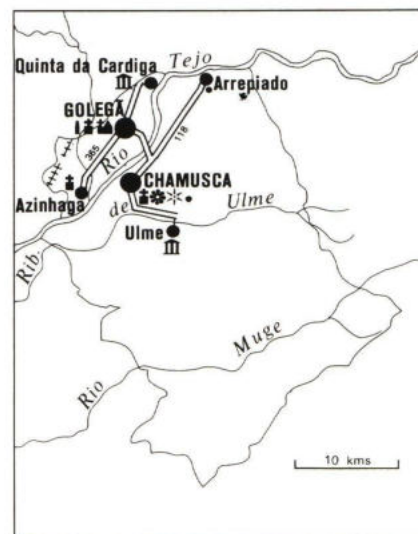 Tejo
Quinta da Cardiga
Arrepiado
GOLEGÃ
365
Rio
118
CHAMUSCA
Azinhaga
de
Ulme
Ulme
Rib.
Muge
Rio
10 kms